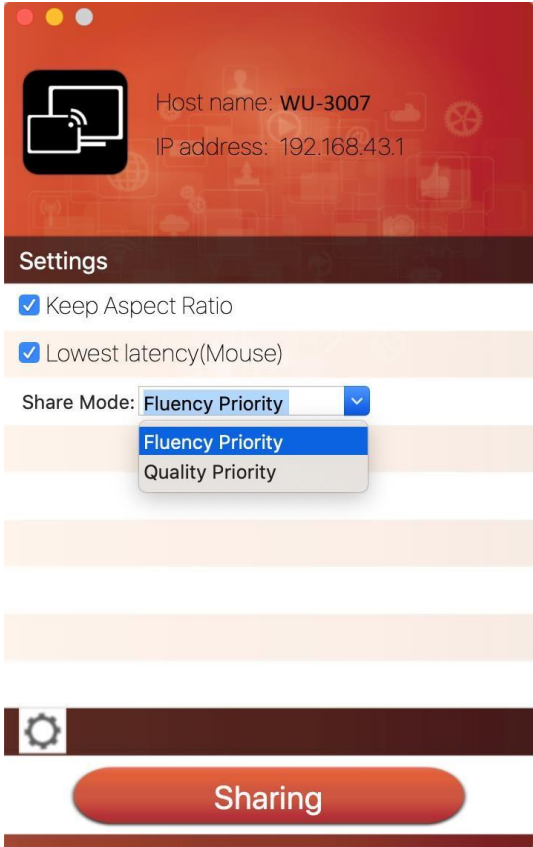 Host name: WU-3007
IP address: 192.168.43.1
Settings
Keep Aspect Ratio
Lowest latency(Mouse)
Share Mode: Fluency Priority
Fluency Priority
Quality Priority
Sharing